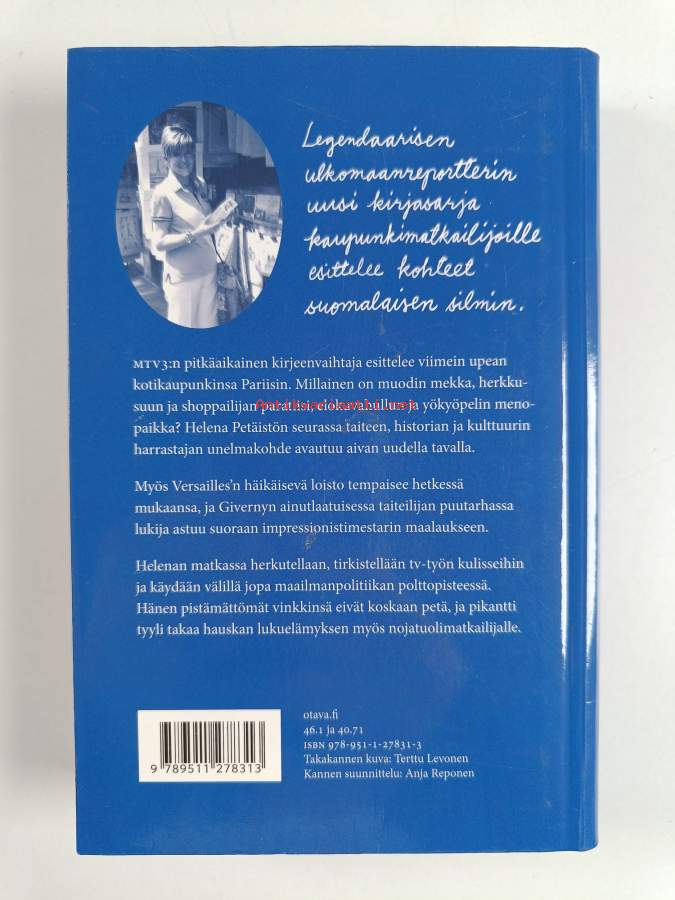 Legendaarisen
ulkomaanreportterin
uusi kirjasarja
kaupunkimatkailijoille
esittelee kohteet
suomalaisen silmin.
MTV3:n pitkäaikainen kirjeenvaihtaja esittelee viimein upean
kotikaupunkinsa Pariisin. Millainen on muodin mekka, herkku-
suun ja shoppailijan paratiisi, elokuvahullun ja yökyöpelin meno-
paikka? Helena Petäistön seurassa taiteen, historian ja kulttuurin
harrastajan unelmakohde avautuu aivan uudella tavalla.
Myös Versailles'n häikäisevä loisto tempaisee hetkessä
mukaansa, ja Givernyn ainutlaatuisessa taiteilijan puutarhassa
lukija astuu suoraan impressionistimestarin maalaukseen.
Helenan matkassa herkutellaan, tirkistellään tv-työn kulisseihin
ja käydään välillä jopa maailmanpolitiikan polttopisteessä.
Hänen pistämättömät vinkkinsä eivät koskaan petä, ja pikantti
tyyli takaa hauskan lukuelämyksen myös nojatuolimatkailijalle.
otava.fi
46.1 ja 40.71
ISBN 978-951-1-27831-3
Takakannen kuva: Terttu Levonen
Kannen suunnittelu: Anja Reponen
9 789511 278313